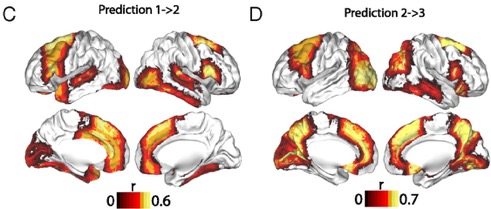 C
Prediction 1->2
r
0 0.6
D
Prediction 2->3
r
0 0.7